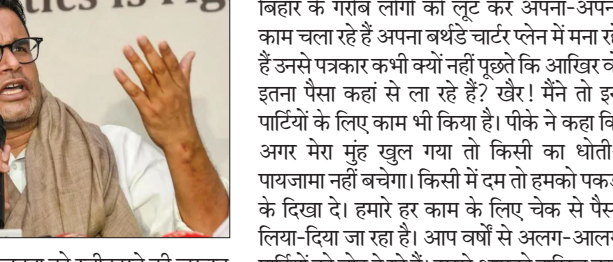 बिहार के गरीब लोगों को लूट कर अपना-अपन
काम चला रहे हैं अपना बर्थडे चार्टर प्लेन में मना रहे
हैं उनसे पत्रकार कभी क्यों नहीं पूछते कि आखिर वे
इतना पैसा कहां से ला रहे हैं? खैर! मैंने तो इन
पार्टियों के लिए काम भी किया है। पीके ने कहा कि
अगर मेरा मुंह खुल गया तो किसी का धोती-
पायजामा नहीं बचेगा। किसी में दम तो हमको पकड
के दिखा दे। हमारे हर काम के लिए चेक से पैस
लिया-दिया जा रहा है। आप वर्षों से अलग-आलग